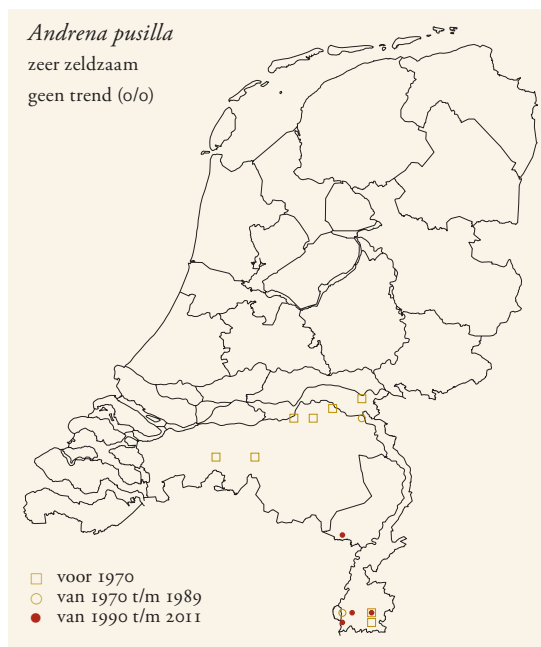 Andrena pusilla
zeer zeldzaam
geen trend (0/0)
voor 1970
van 1970 t/m 1989
van 1990 t/m 2011